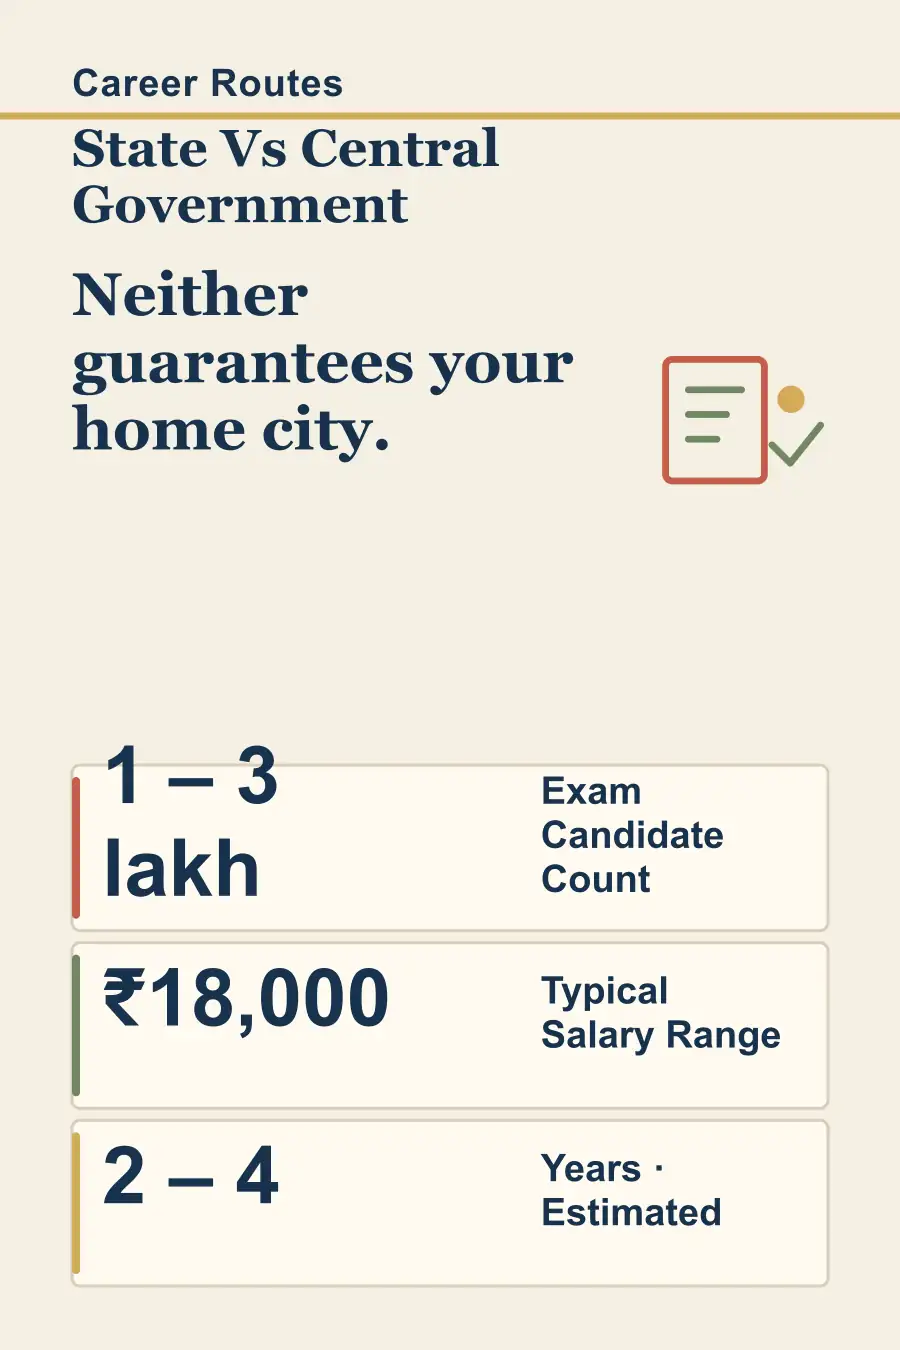 Career Routes
State Vs Central
Government
Neither
guarantees your
home city.
1 – 3
lakh
Exam
Candidate
Count
₹18,000
Typical
Salary Range
2 – 4
Years ·
Estimated